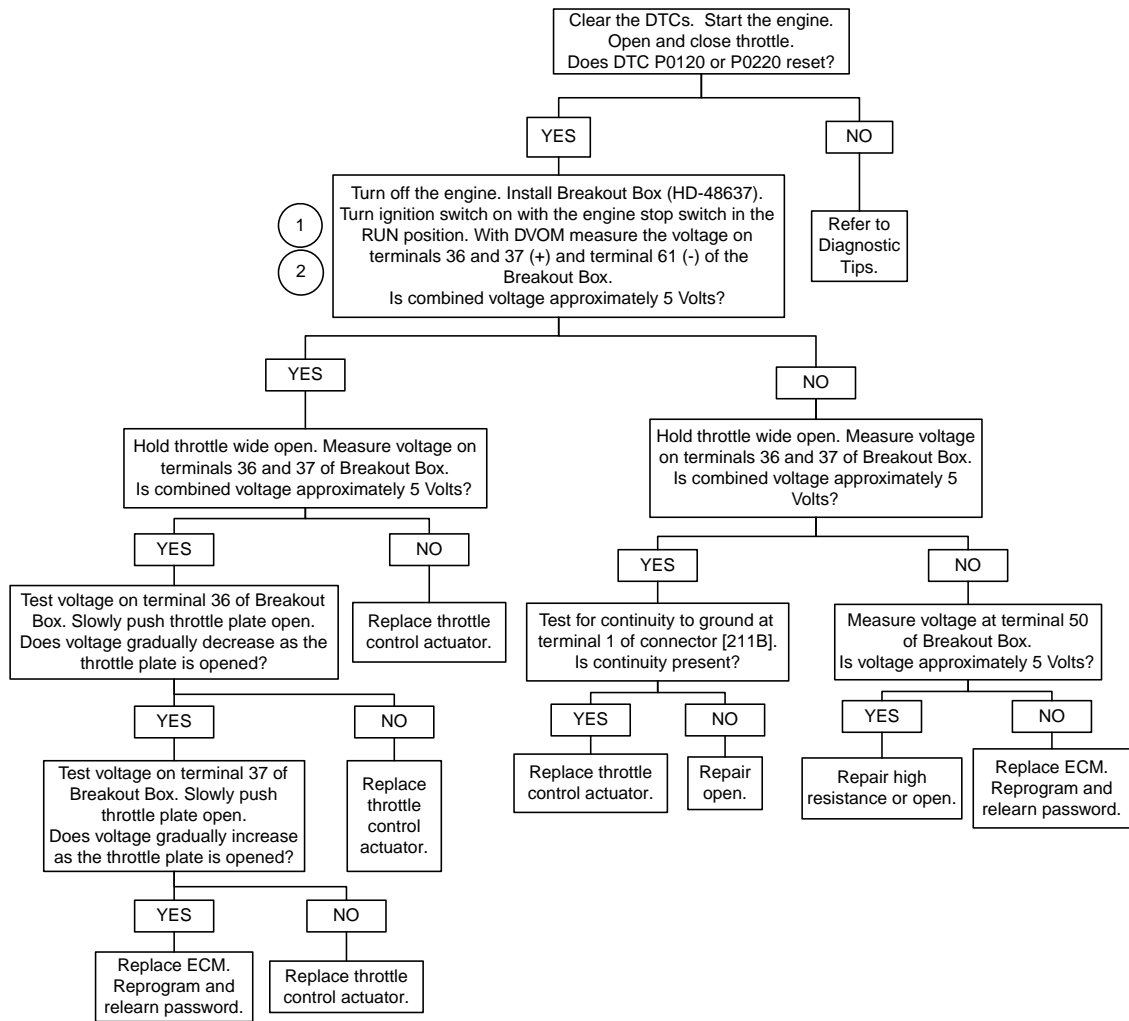 Clear the DTCs. Start the engine.
Open and close throttle.
Does DTC P0120 or P0220 reset?
YES
NO
Turn off the engine. Install Breakout Box (HD-48637).
Turn ignition switch on with the engine stop switch in the
RUN position. With DVOM measure the voltage on
terminals 36 and 37 (+) and terminal 61 (-) of the
Breakout Box.
Is combined voltage approximately 5 Volts?
1
2
Refer to
Diagnostic
Tips.
YES
NO
Hold throttle wide open. Measure voltage on
terminals 36 and 37 of Breakout Box.
Is combined voltage approximately 5 Volts?
Hold throttle wide open. Measure voltage
on terminals 36 and 37 of Breakout Box.
Is combined voltage approximately 5
Volts?
YES
NO
YES
NO
Test voltage on terminal 36 of Breakout
Box. Slowly push throttle plate open.
Does voltage gradually decrease as the
throttle plate is opened?
Replace throttle
control actuator.
Test for continuity to ground at
terminal 1 of connector [211B].
Is continuity present?
Measure voltage at terminal 50
of Breakout Box.
Is voltage approximately 5 Volts?
YES
NO
YES
NO
YES
NO
Test voltage on terminal 37 of
Breakout Box. Slowly push
throttle plate open.
Does voltage gradually increase
as the throttle plate is opened?
Replace
throttle
control
actuator.
Replace throttle
control actuator.
Repair
open.
Repair high
resistance or open.
Replace ECM.
Reprogram and
relearn password.
YES
NO
Replace ECM.
Reprogram and
relearn password.
Replace throttle
control actuator.